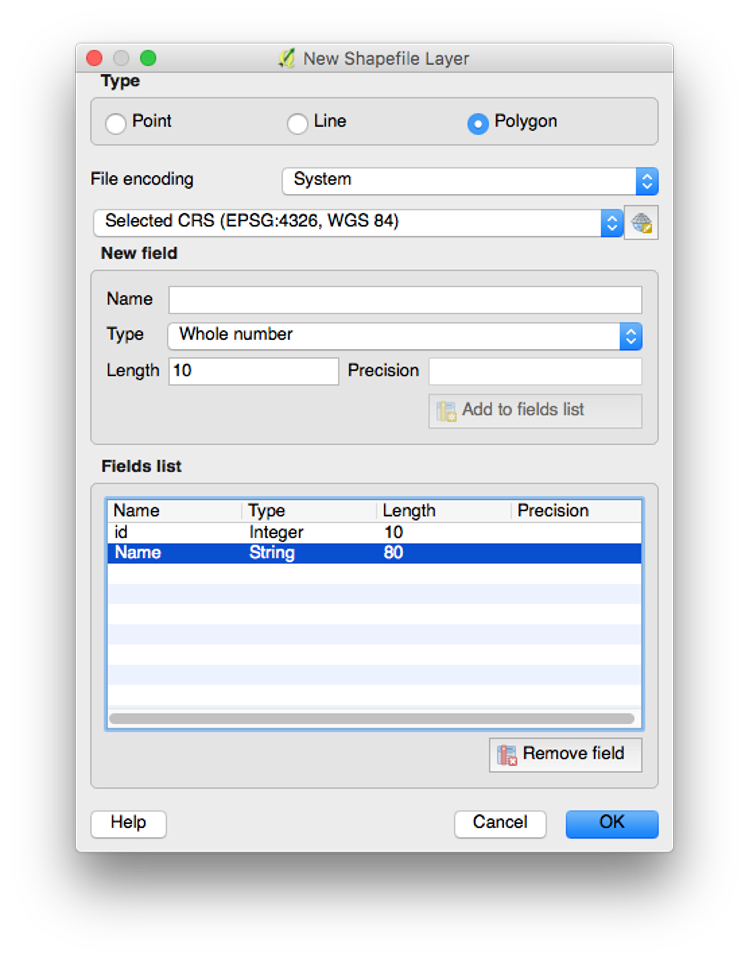 New Shapefile Layer
Type
Point Line Polygon
File encoding System
Selected CRS (EPSG:4326, WGS 84)
New field
Name
Type Whole number
Length 10 Precision
Add to fields list
Fields list
Name Type Length Precision
id Integer 10
Name String 80
Remove field
Help Cancel OK